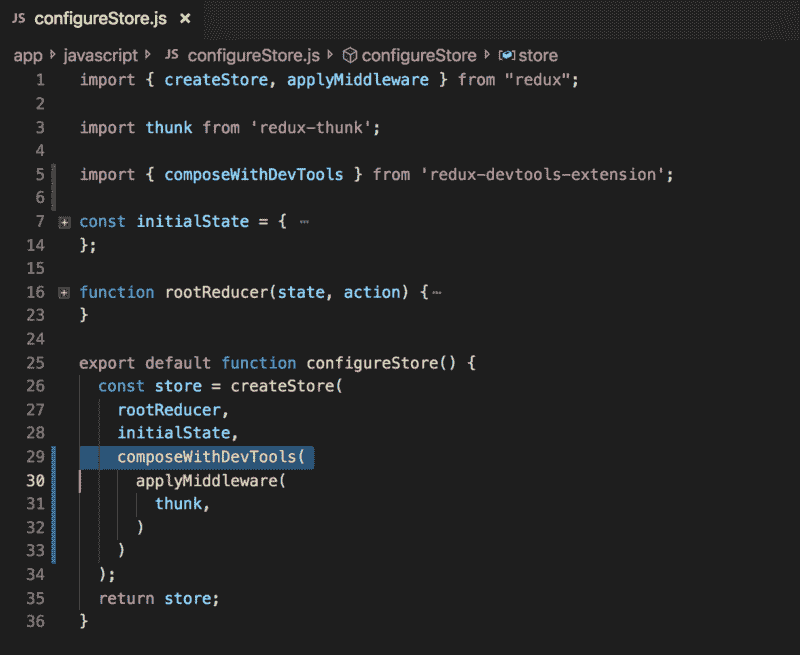 JS configureStore.js ×
app › javascript › JS configureStore.js › configureStore › store
1 import { createStore, applyMiddleware } from "redux";
2
3 import thunk from 'redux-thunk';
4
5 import { composeWithDevTools } from 'redux-devtools-extension';
6
7 const initialState = { ⋯
14 };
15
16 function rootReducer(state, action) {⋯
23 }
24
25 export default function configureStore() {
26   const store = createStore(
27     rootReducer,
28     initialState,
29     composeWithDevTools(
30       applyMiddleware(
31         thunk,
32       )
33     )
34   );
35   return store;
36 }